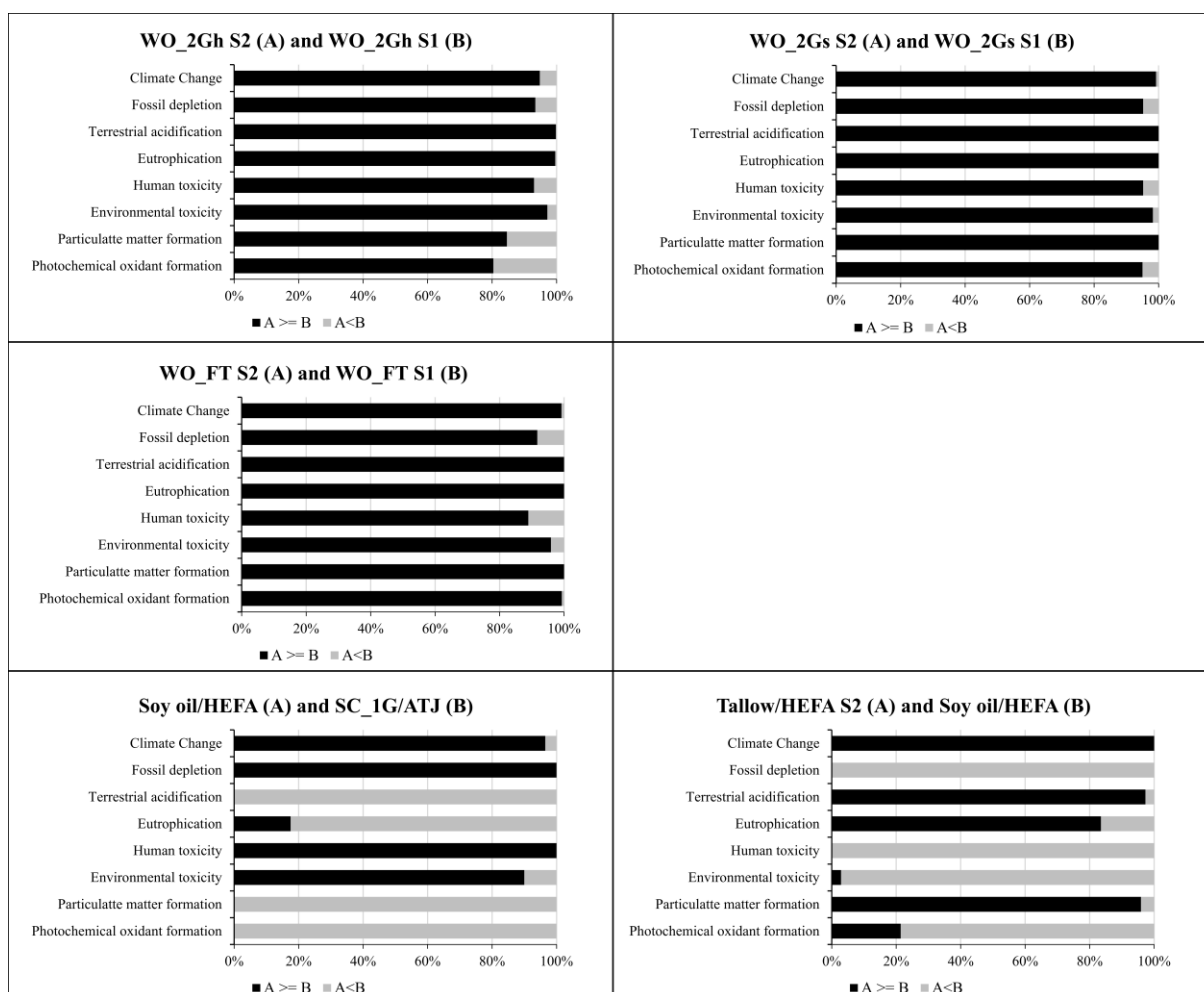 WO_2Gh S2 (A) and WO_2Gh S1 (B)
Climate Change
Fossil depletion
Terrestrial acidification
Eutrophication
Human toxicity
Environmental toxicity
Particulatte matter formation
Photochemical oxidant formation
0% 20% 40% 60% 80% 100%
A >= B A<B
WO_2Gs S2 (A) and WO_2Gs S1 (B)
Climate Change
Fossil depletion
Terrestrial acidification
Eutrophication
Human toxicity
Environmental toxicity
Particulatte matter formation
Photochemical oxidant formation
0% 20% 40% 60% 80% 100%
A >= B A<B
WO_FT S2 (A) and WO_FT S1 (B)
Climate Change
Fossil depletion
Terrestrial acidification
Eutrophication
Human toxicity
Environmental toxicity
Particulatte matter formation
Photochemical oxidant formation
0% 20% 40% 60% 80% 100%
A >= B A<B
Soy oil/HEFA (A) and SC_1G/ATJ (B)
Climate Change
Fossil depletion
Terrestrial acidification
Eutrophication
Human toxicity
Environmental toxicity
Particulatte matter formation
Photochemical oxidant formation
0% 20% 40% 60% 80% 100%
A >= B A<B
Tallow/HEFA S2 (A) and Soy oil/HEFA (B)
Climate Change
Fossil depletion
Terrestrial acidification
Eutrophication
Human toxicity
Environmental toxicity
Particulatte matter formation
Photochemical oxidant formation
0% 20% 40% 60% 80% 100%
A >= B A<B